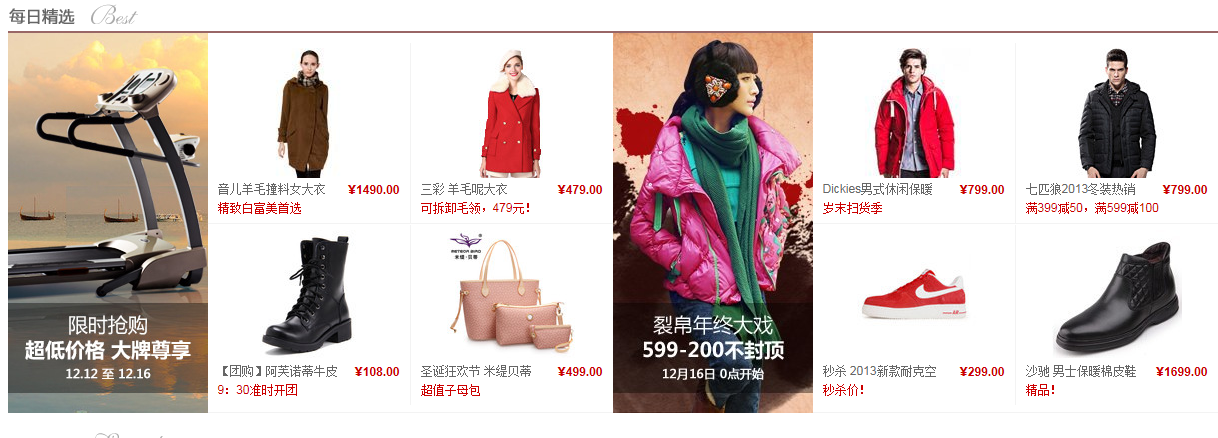 每日精选 Best
限时抢购
超低价格 大牌尊享
12.12 至 12.16
音儿羊毛撞料女大衣 ¥1490.00
精致白富美首选
三彩 羊毛呢大衣 ¥479.00
可拆卸毛领，479元！
【团购】阿芙诺蒂牛皮 ¥108.00
9：30准时开团
METEOR BIRD
米缇·贝蒂
圣诞狂欢节 米缇贝蒂 ¥499.00
超值子母包
裂帛年终大戏
599-200不封顶
12月16日 0点开始
Dickies男式休闲保暖 ¥799.00
岁末扫货季
七匹狼2013冬装热销 ¥799.00
满399减50，满599减100
秒杀 2013新款耐克空 ¥299.00
秒杀价！
沙驰 男士保暖棉皮鞋 ¥1699.00
精品！